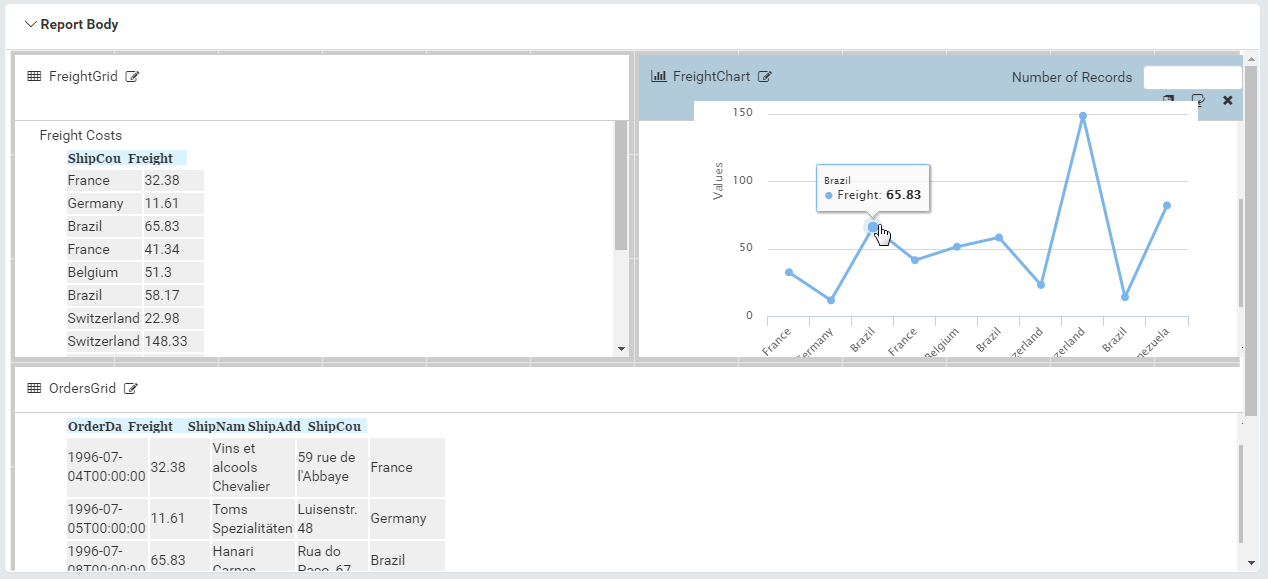 Report Body
FreightGrid
Freight Costs
ShipCou Freight
France 32.38
Germany 11.61
Brazil 65.83
France 41.34
Belgium 51.3
Brazil 58.17
Switzerland 22.98
Switzerland 148.33
FreightChart
Number of Records
150
100
50
0
Values
Brazil
Freight: 65.83
France
ermany
Brazil
France
elgium
Brazil
zerland
zerland
Brazil
nezuela
OrdersGrid
OrderDa Freight ShipNam ShipAdd ShipCou
1996-07-
04T00:00:00
32.38
Vins et
alcools
Chevalier
59 rue de
l'Abbaye
France
1996-07-
05T00:00:00
11.61
Toms
Spezialitäten
Luisenstr.
48
Germany
1996-07-
08T00:00:00
65.83
Hanari
Carnes
Rua do
Paço, 67
Brazil